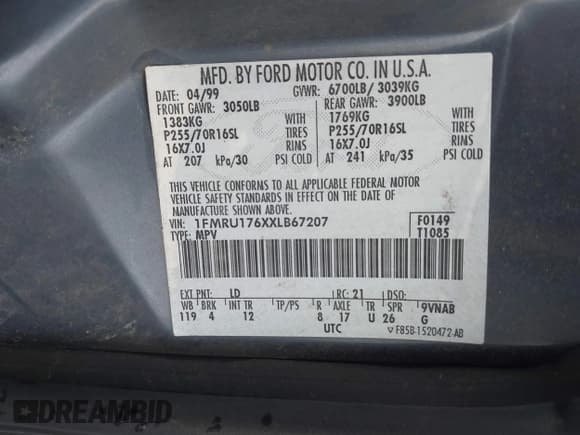 MFD. BY FORD MOTOR CO. IN U.S.A.
DATE: 04/99 GVWR: 6700LB/ 3039KG
FRONT GAWR: 3050LB REAR GAWR: 3900LB
1383KG WITH 1769KG WITH
P255/70R16SL TIRES P255/70R16SL TIRES
16X7.0J RIMS 16X7.0J RIMS
AT 207 kPa/30 PSI COLD AT 241 kPa/35 PSI COLD
THIS VEHICLE CONFORMS TO ALL APPLICABLE FEDERAL MOTOR
VEHICLE SAFETY STANDARDS IN EFFECT ON THE DATE OF
MANUFACTURE SHOWN ABOVE.
VIN: 1FMRU176XXLB67207 F0149
TYPE: MPV T1085
EXT PNT: LD RC: 21 DSO:
WB BRK INT TR TP/PS R AXLE TR SPR 9VNAB
119 4 12 8 17 U 26 G
UTC F85B-1520472-AB
DREAMBID